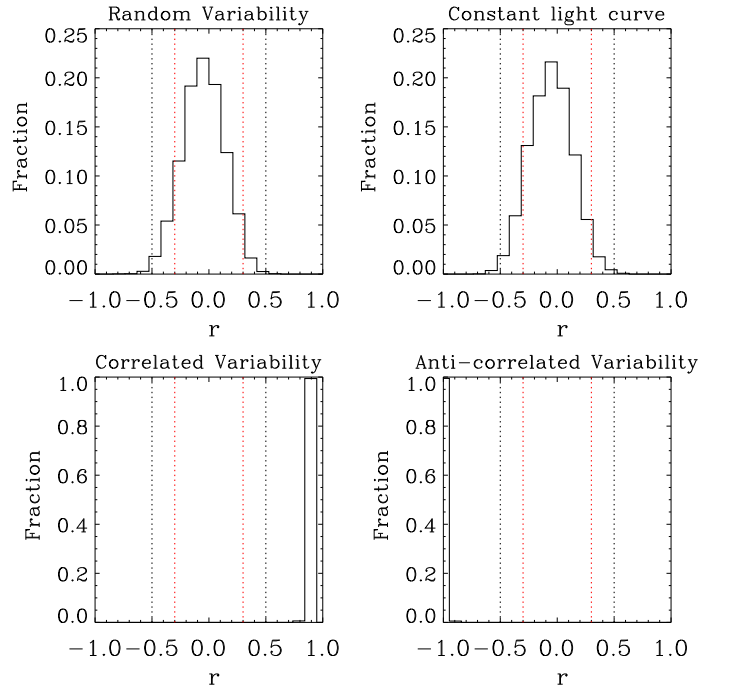 Random Variability
Constant light curve
0.25
0.20
0.15
0.10
0.05
0.00
Fraction
−1.0−0.5 0.0 0.5 1.0
r
0.25
0.20
0.15
0.10
0.05
0.00
Fraction
−1.0−0.5 0.0 0.5 1.0
r
Correlated Variability
Anti−correlated Variability
1.0
0.8
0.6
0.4
0.2
0.0
Fraction
−1.0−0.5 0.0 0.5 1.0
r
1.0
0.8
0.6
0.4
0.2
0.0
Fraction
−1.0−0.5 0.0 0.5 1.0
r